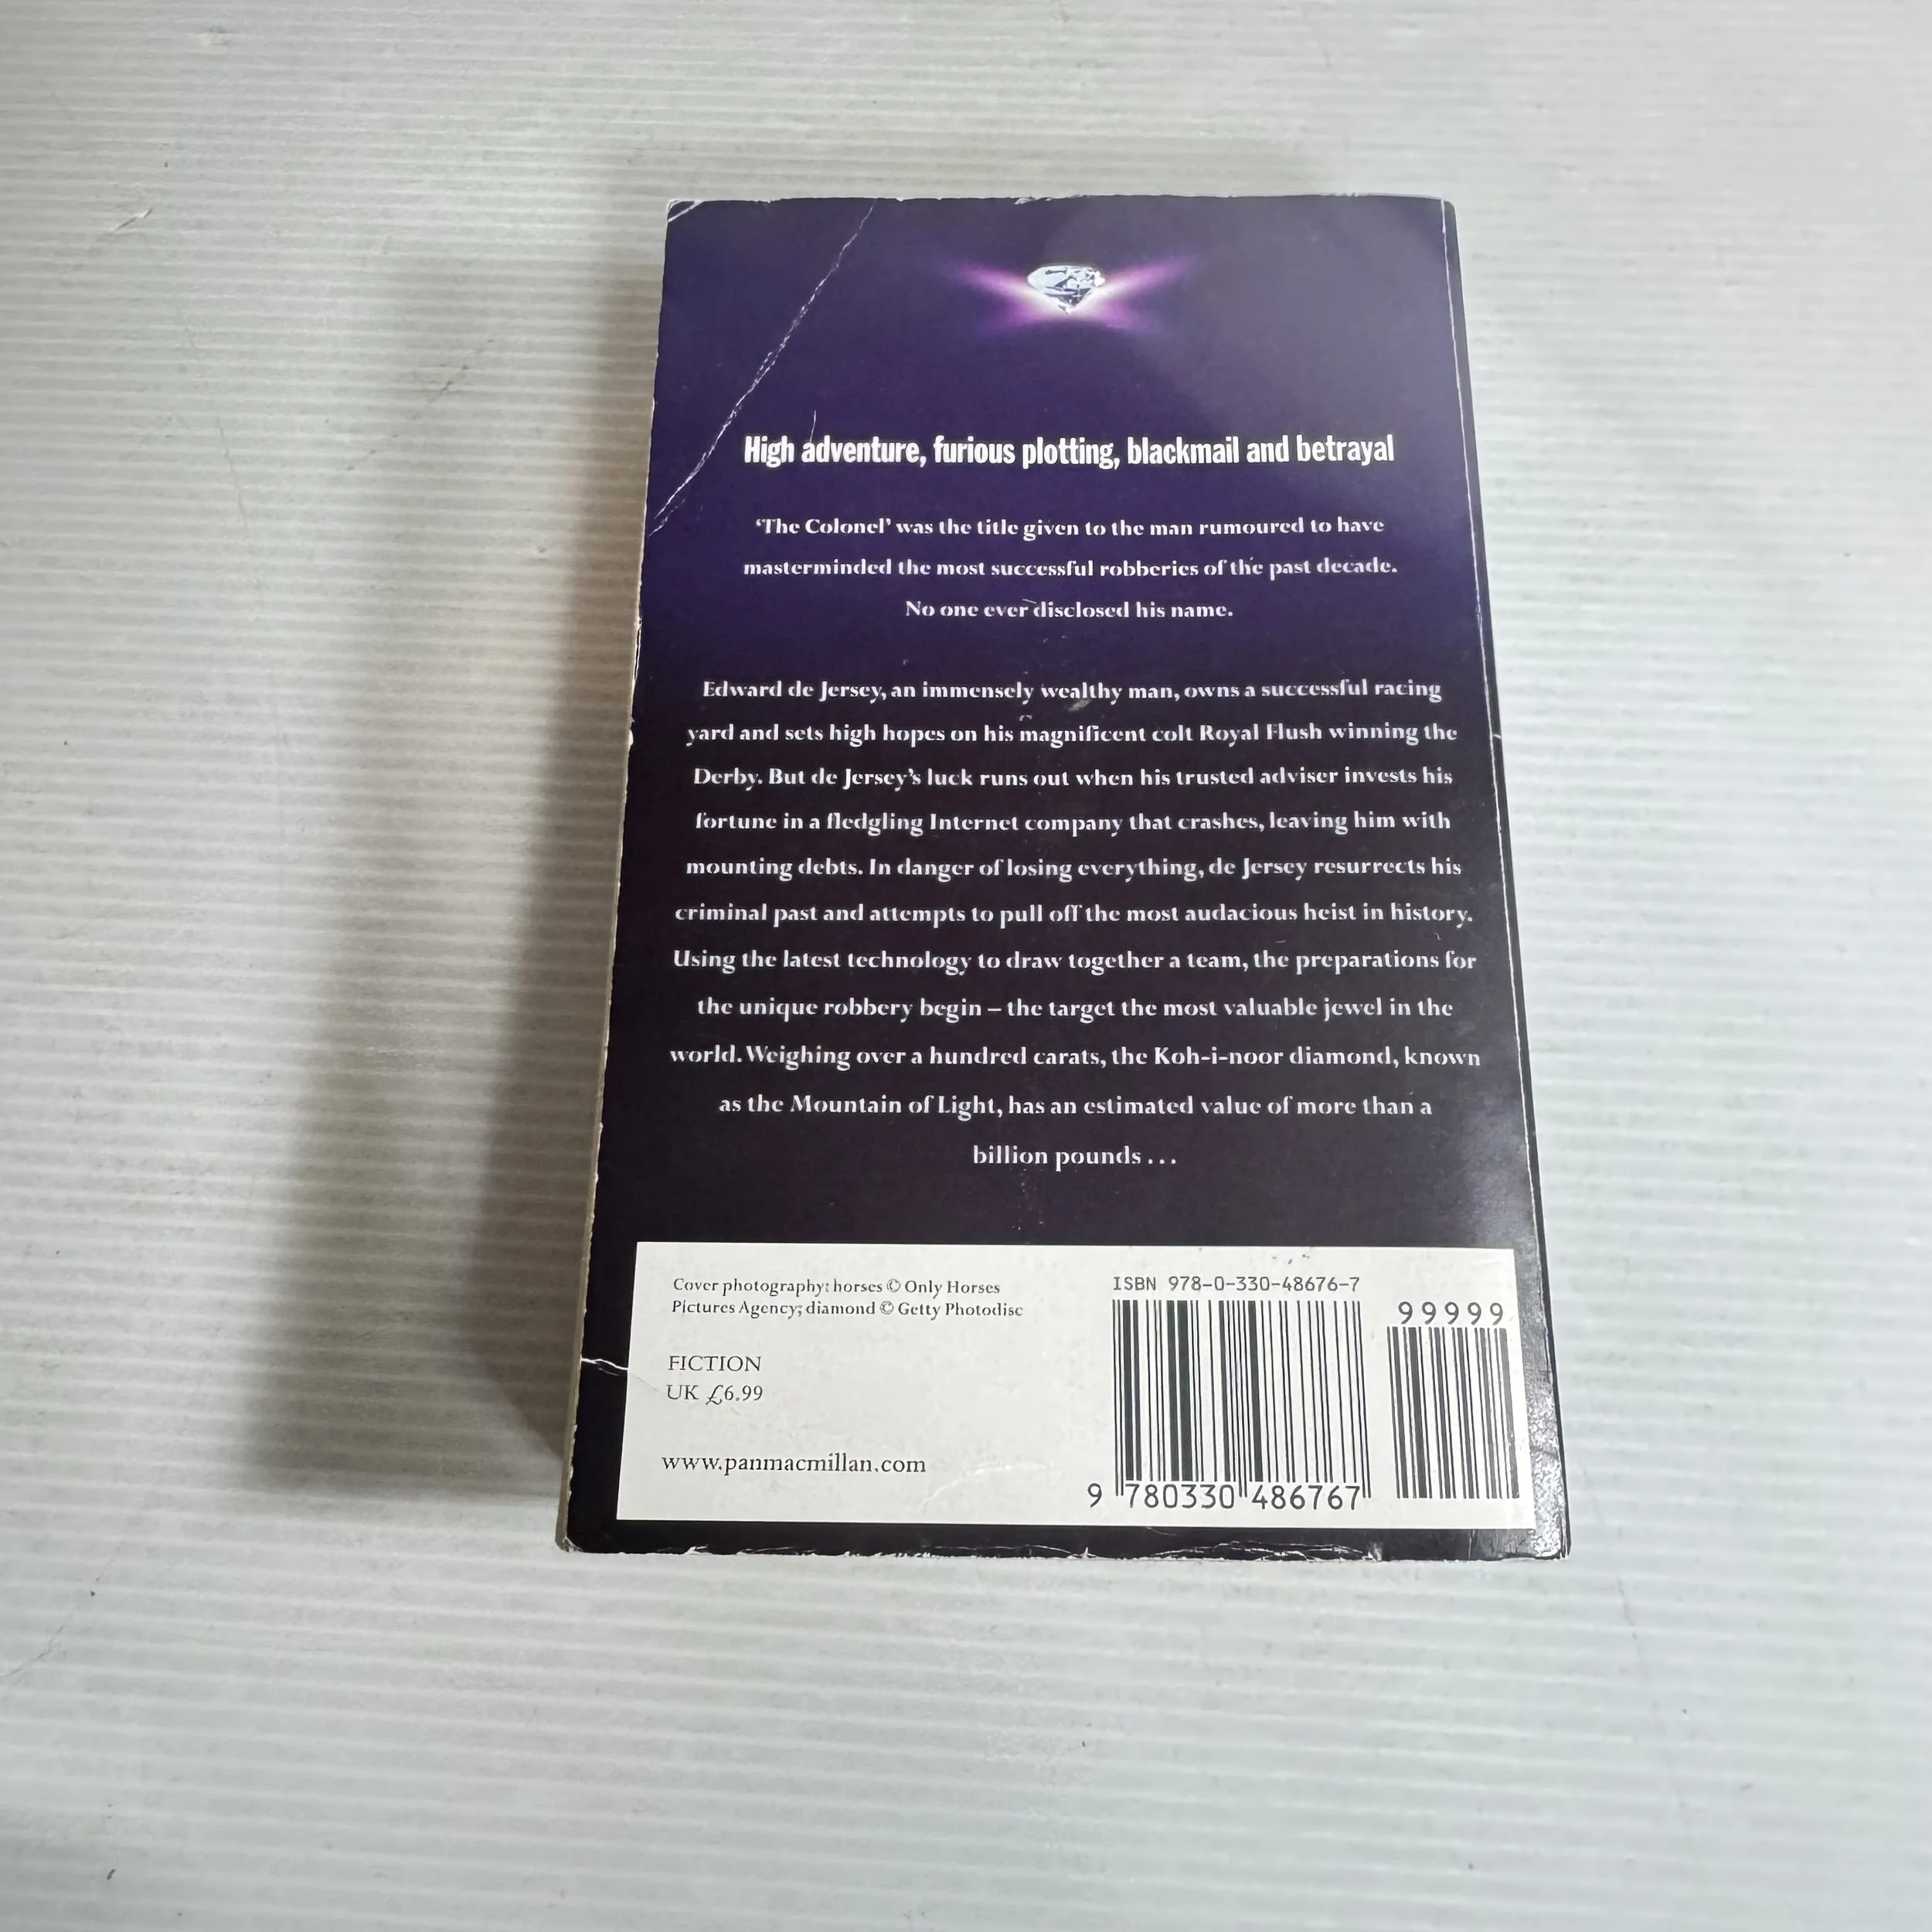 High adventure, furious plotting, blackmail and betrayal
‘The Colonel’ was the title given to the man rumoured to have
masterminded the most successful robberies of the past decade.
No one ever disclosed his name.
Edward de Jersey, an immensely wealthy man, owns a successful racing
yard and sets high hopes on his magnificent colt Royal Flush winning the
Derby. But de Jersey’s luck runs out when his trusted adviser invests his
fortune in a fledgling Internet company that crashes, leaving him with
mounting debts. In danger of losing everything, de Jersey resurrects his
criminal past and attempts to pull off the most audacious heist in history.
Using the latest technology to draw together a team, the preparations for
the unique robbery begin – the target the most valuable jewel in the
world. Weighing over a hundred carats, the Koh-i-noor diamond, known
as the Mountain of Light, has an estimated value of more than a
billion pounds . . .
Cover photography: horses © Only Horses
Pictures Agency; diamond © Getty Photodisc
FICTION
UK £6.99
www.panmacmillan.com
ISBN 978-0-330-48676-7
99999
9 780330 486767